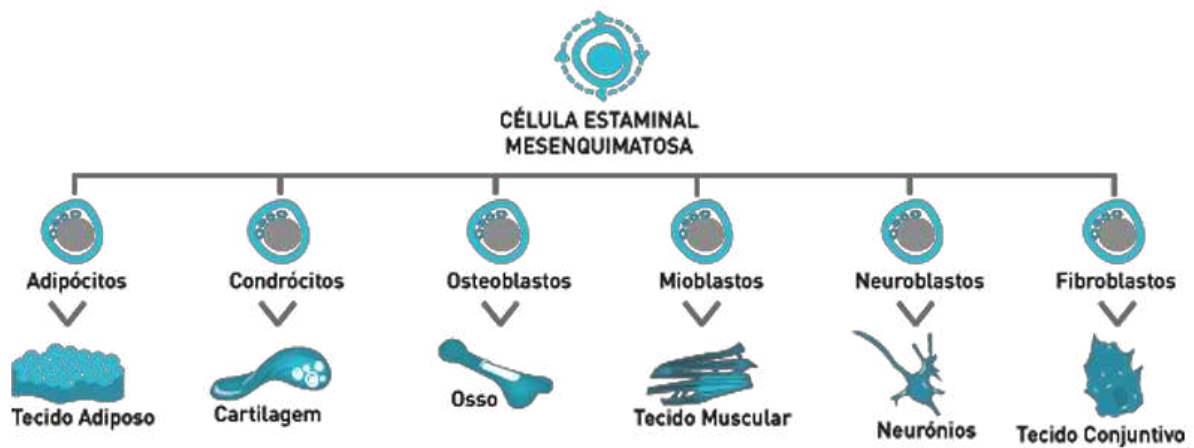 CÉLULA ESTAMINAL
MESENQUIMATOSA
Adipócitos
Condrócitos
Osteoblastos
Mioblastos
Neuroblastos
Fibroblastos
Tecido Adiposo
Cartilagem
Osso
Tecido Muscular
Neurónios
Tecido Conjuntivo